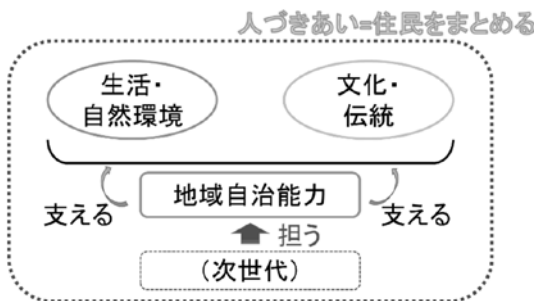 人づきあい=住民をまとめる
生活・
自然環境
文化・
伝統
地域自治能力
支える
支える
担う
(次世代)